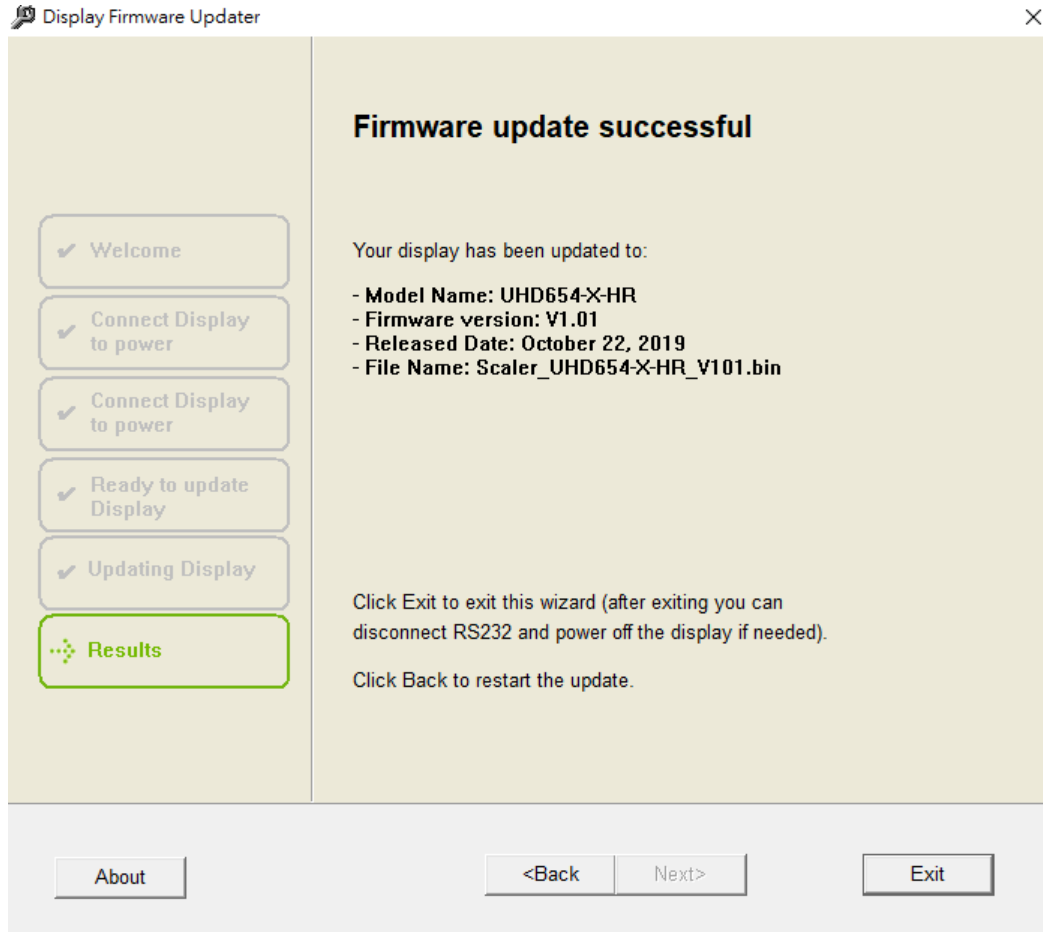 Display Firmware Updater
Firmware update successful
✔ Welcome
✔ Connect Display
to power
✔ Connect Display
to power
✔ Ready to update
Display
✔ Updating Display
Results
Your display has been updated to:
- Model Name: UHD654-X-HR
- Firmware version: V1.01
- Released Date: October 22, 2019
- File Name: Scaler_UHD654-X-HR_V101.bin
Click Exit to exit this wizard (after exiting you can
disconnect RS232 and power off the display if needed).
Click Back to restart the update.
About
<Back
Next>
Exit